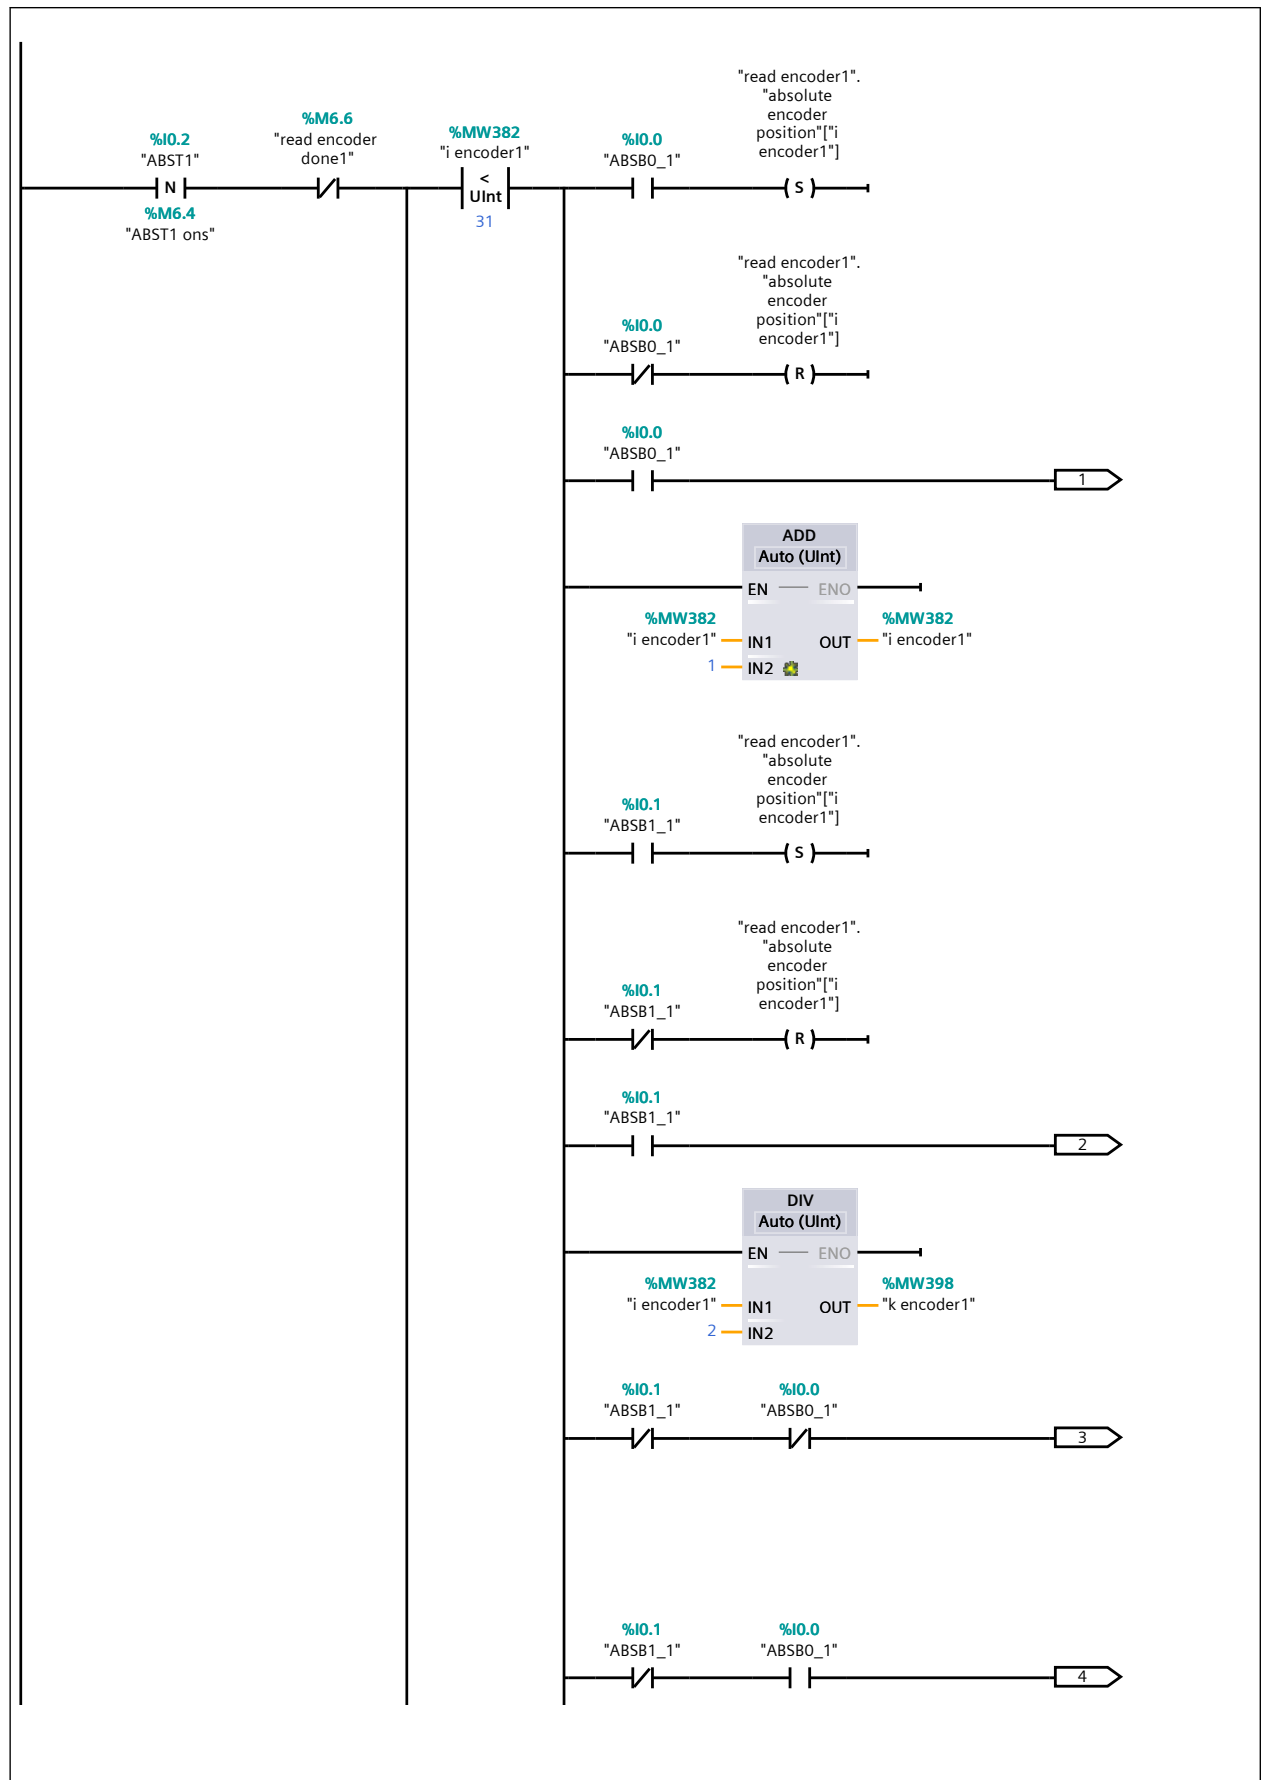 "read encoder1".
"absolute
encoder
position"["i
encoder1"]
%I0.2
"ABST1"
N
%M6.4
"ABST1 ons"
%M6.6
"read encoder
done1"
%MW382
"i encoder1"
<
UInt
31
%I0.0
"ABSB0_1"
S
"read encoder1".
"absolute
encoder
position"["i
encoder1"]
%I0.0
"ABSB0_1"
R
%I0.0
"ABSB0_1"
1
ADD
Auto (UInt)
EN
ENO
%MW382
"i encoder1"
IN1
OUT
%MW382
"i encoder1"
1
IN2
"read encoder1".
"absolute
encoder
position"["i
encoder1"]
%I0.1
"ABSB1_1"
S
"read encoder1".
"absolute
encoder
position"["i
encoder1"]
%I0.1
"ABSB1_1"
R
%I0.1
"ABSB1_1"
2
DIV
Auto (UInt)
EN
ENO
%MW382
"i encoder1"
IN1
OUT
%MW398
"k encoder1"
2
IN2
%I0.1
"ABSB1_1"
%I0.0
"ABSB0_1"
3
%I0.1
"ABSB1_1"
%I0.0
"ABSB0_1"
4